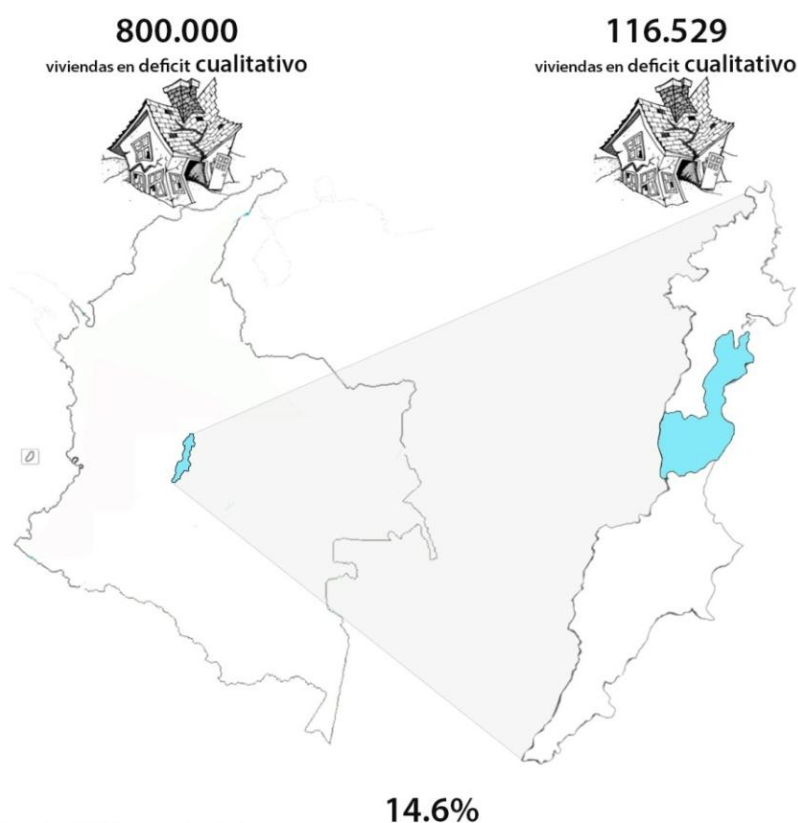 800.000
viviendas en deficit cualitativo
116.529
viviendas en deficit cualitativo
14.6%